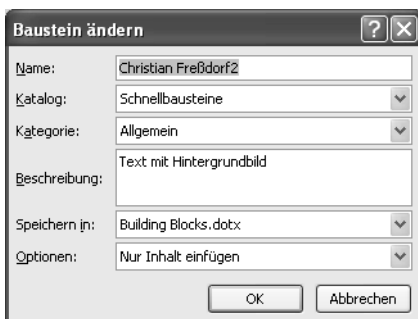 Baustein ändern
Name: Christian Freßdorf2
Katalog: Schnellbausteine
Kategorie: Allgemein
Beschreibung: Text mit Hintergrundbild
Speichern in: Building Blocks.dotx
Optionen: Nur Inhalt einfügen
OK Abbrechen